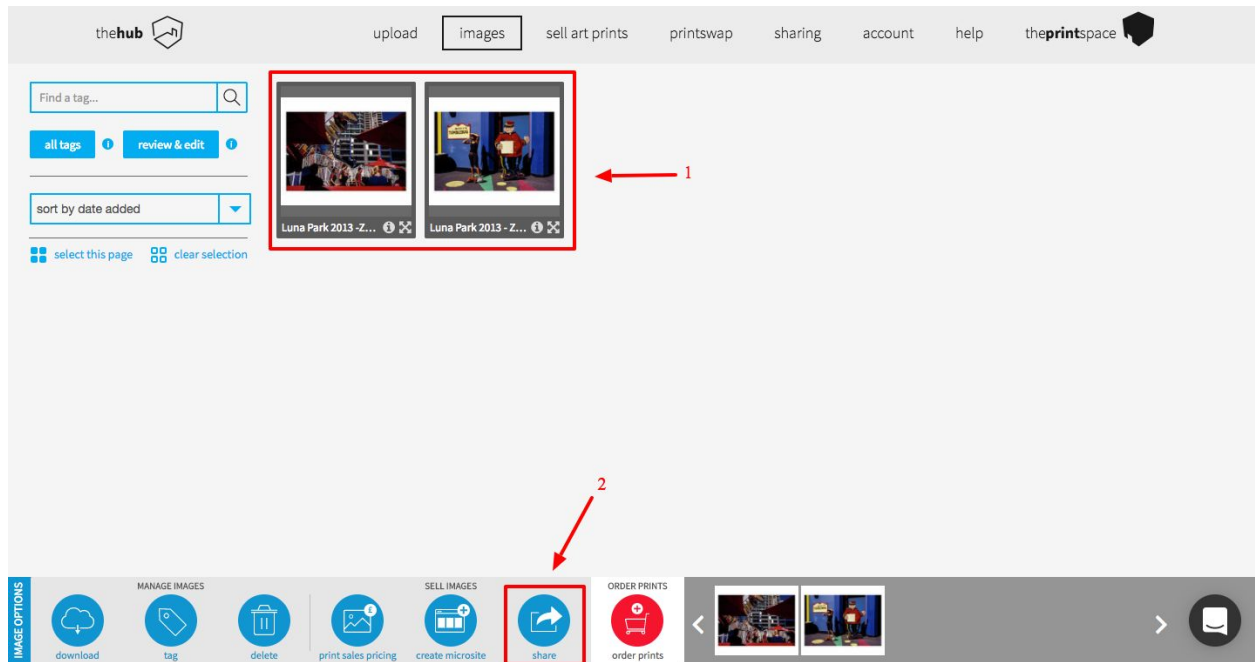 thehub
upload images sell art prints printswap sharing account help theprintspace
Find a tag...
all tags i review & edit i
sort by date added
select this page clear selection
Luna Park 2013 -Z... i
Luna Park 2013 - Z... i
1
2
IMAGE OPTIONS
MANAGE IMAGES
SELL IMAGES
ORDER PRINTS
download tag delete print sales pricing create microsite share order prints